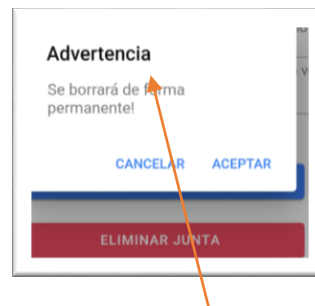 Advertencia
Se borrará de forma
permanente!
CANCELAR ACEPTAR
ELIMINAR JUNTA